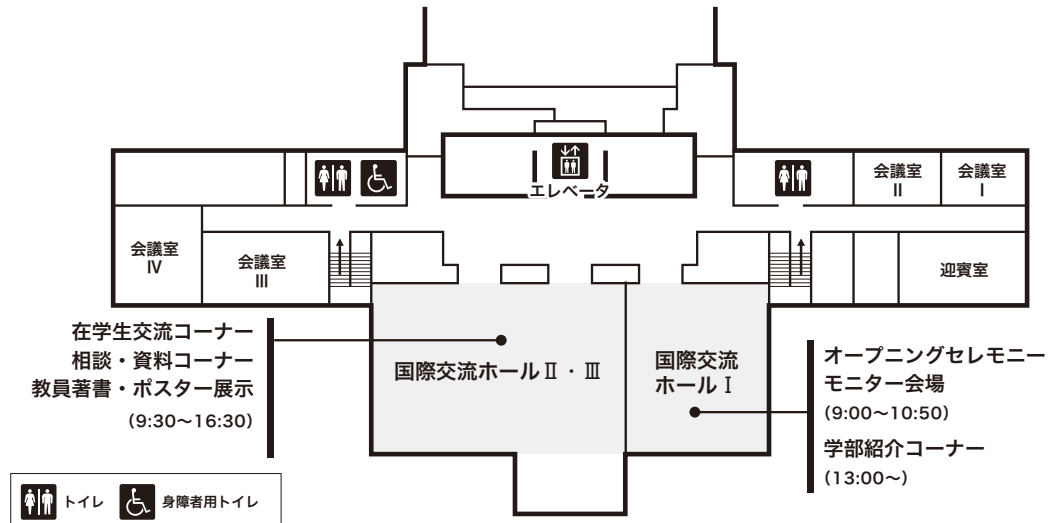 エレベータ
会議室
II
会議室
I
会議室
IV
会議室
III
迎賓室
在学生交流コーナー
相談・資料コーナー
教員著書・ポスター展示
（9:30～16:30）
国際交流ホールⅡ・Ⅲ
国際交流
ホールⅠ
オープニングセレモニー
モニター会場
（9:00～10:50）
学部紹介コーナー
（13:00～）
トイレ
身障者用トイレ